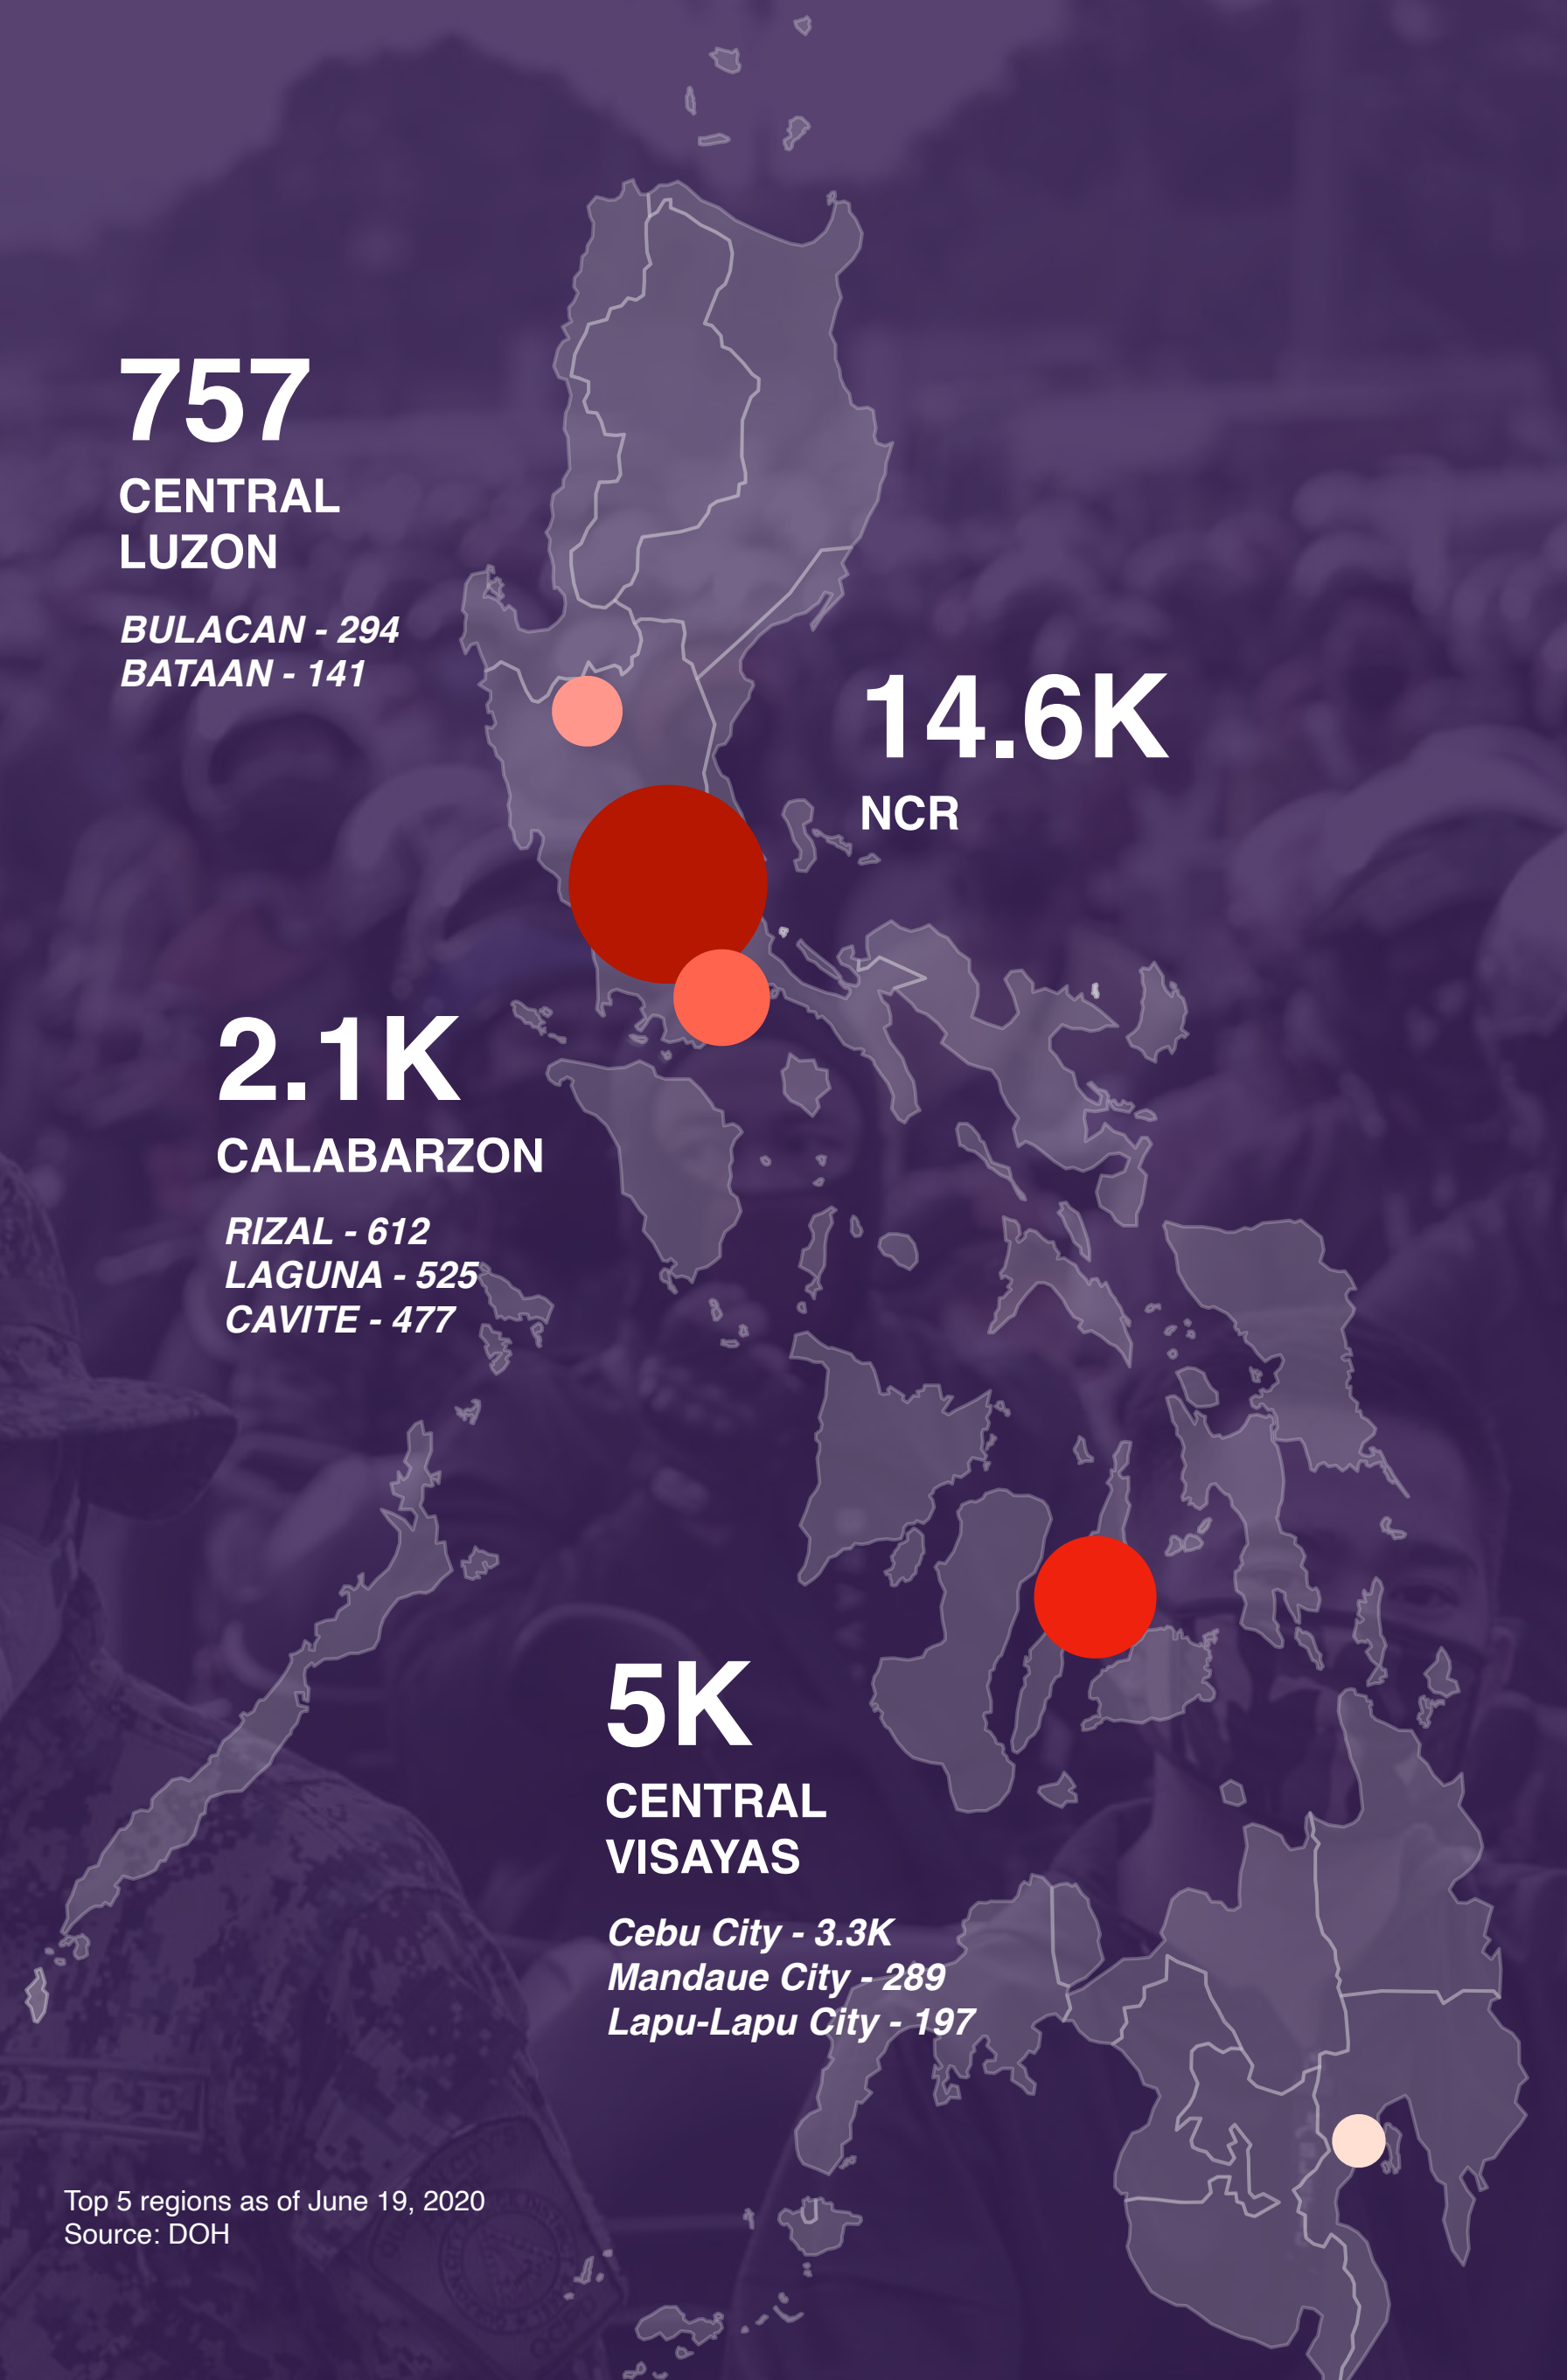 757
CENTRAL
LUZON
BULACAN - 294
BATAAN - 141
14.6K
NCR
2.1K
CALABARZON
RIZAL - 612
LAGUNA - 525
CAVITE - 477
5K
CENTRAL
VISAYAS
Cebu City - 3.3K
Mandaue City - 289
Lapu-Lapu City - 197
OLICE
Top 5 regions as of June 19, 2020
Source: DOH